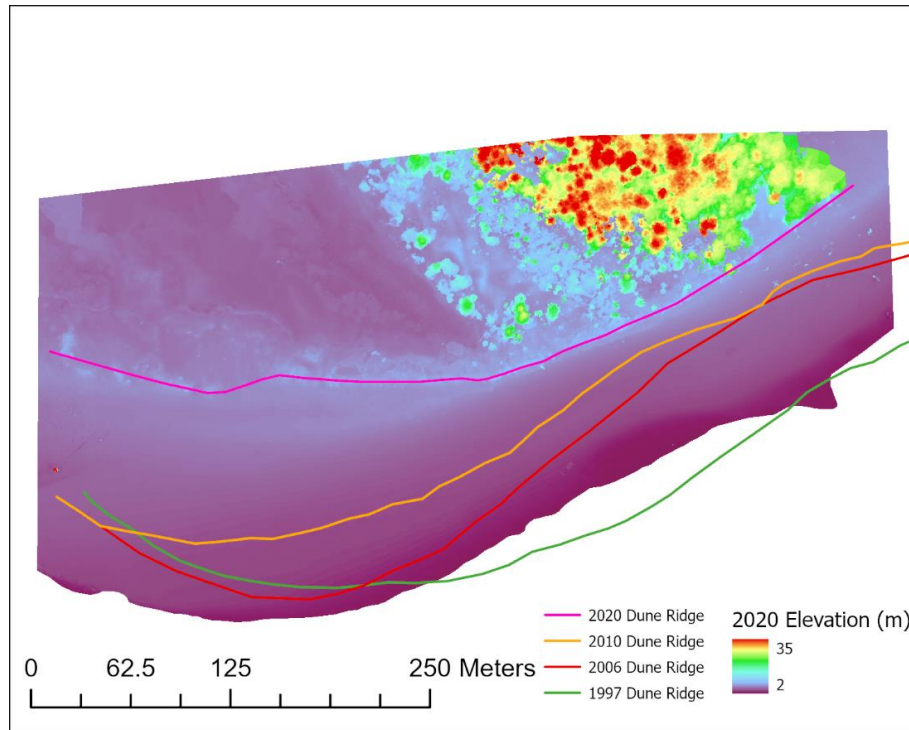 2020 Dune Ridge
2010 Dune Ridge
2006 Dune Ridge
1997 Dune Ridge
2020 Elevation (m)
35
2
0 62.5 125 250 Meters